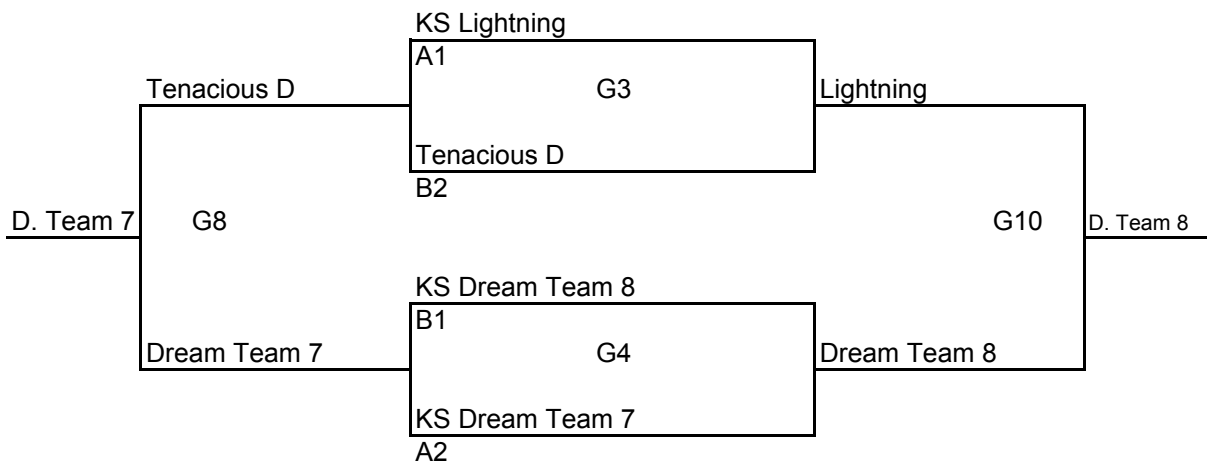 KS Lightning
A1
Tenacious D
G3
Lightning
Tenacious D
B2
D. Team 7
G8
G10
D. Team 8
KS Dream Team 8
B1
Dream Team 7
G4
Dream Team 8
KS Dream Team 7
A2